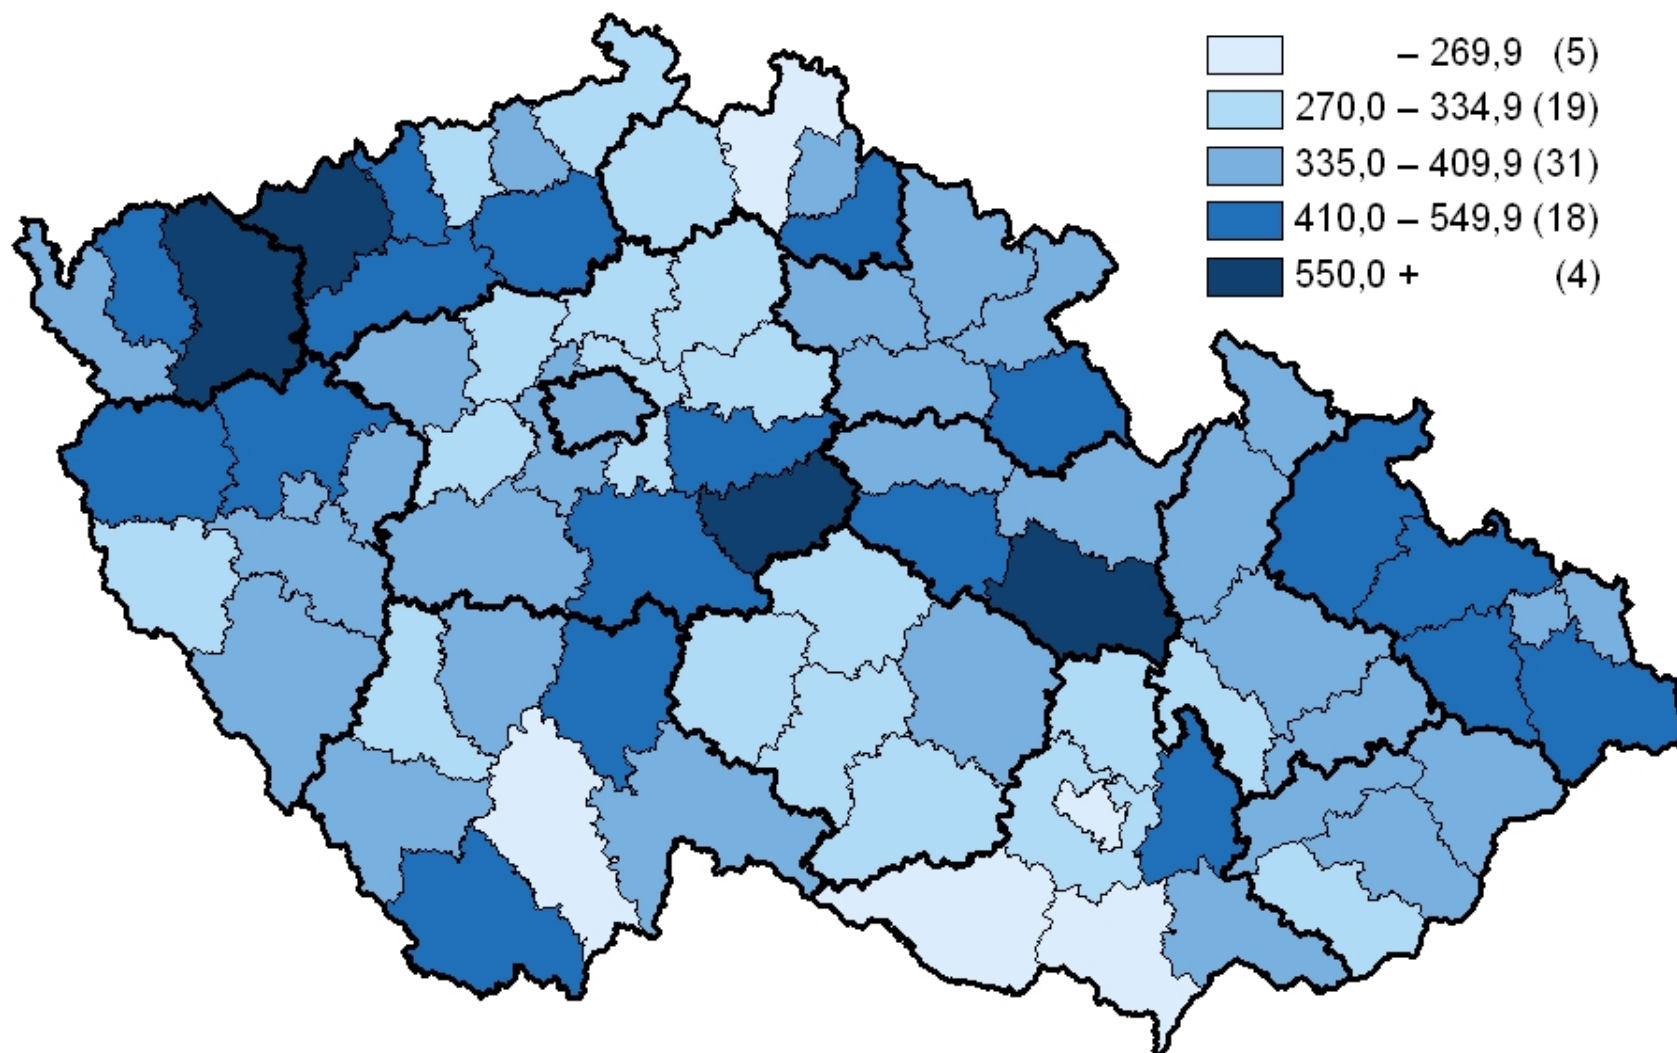 – 269,9 (5)
270,0 – 334,9 (19)
335,0 – 409,9 (31)
410,0 – 549,9 (18)
550,0 + (4)